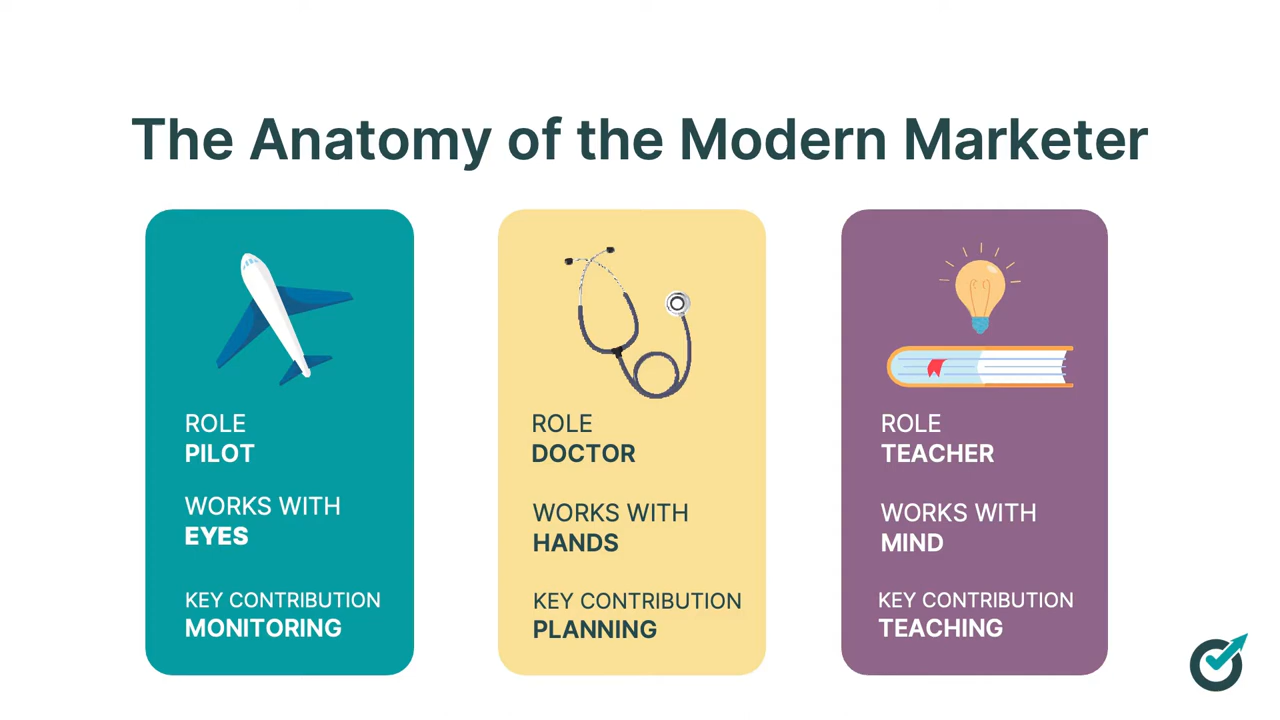 The Anatomy of the Modern Marketer
ROLE
PILOT
WORKS WITH
EYES
KEY CONTRIBUTION
MONITORING
ROLE
DOCTOR
WORKS WITH
HANDS
KEY CONTRIBUTION
PLANNING
ROLE
TEACHER
WORKS WITH
MIND
KEY CONTRIBUTION
TEACHING